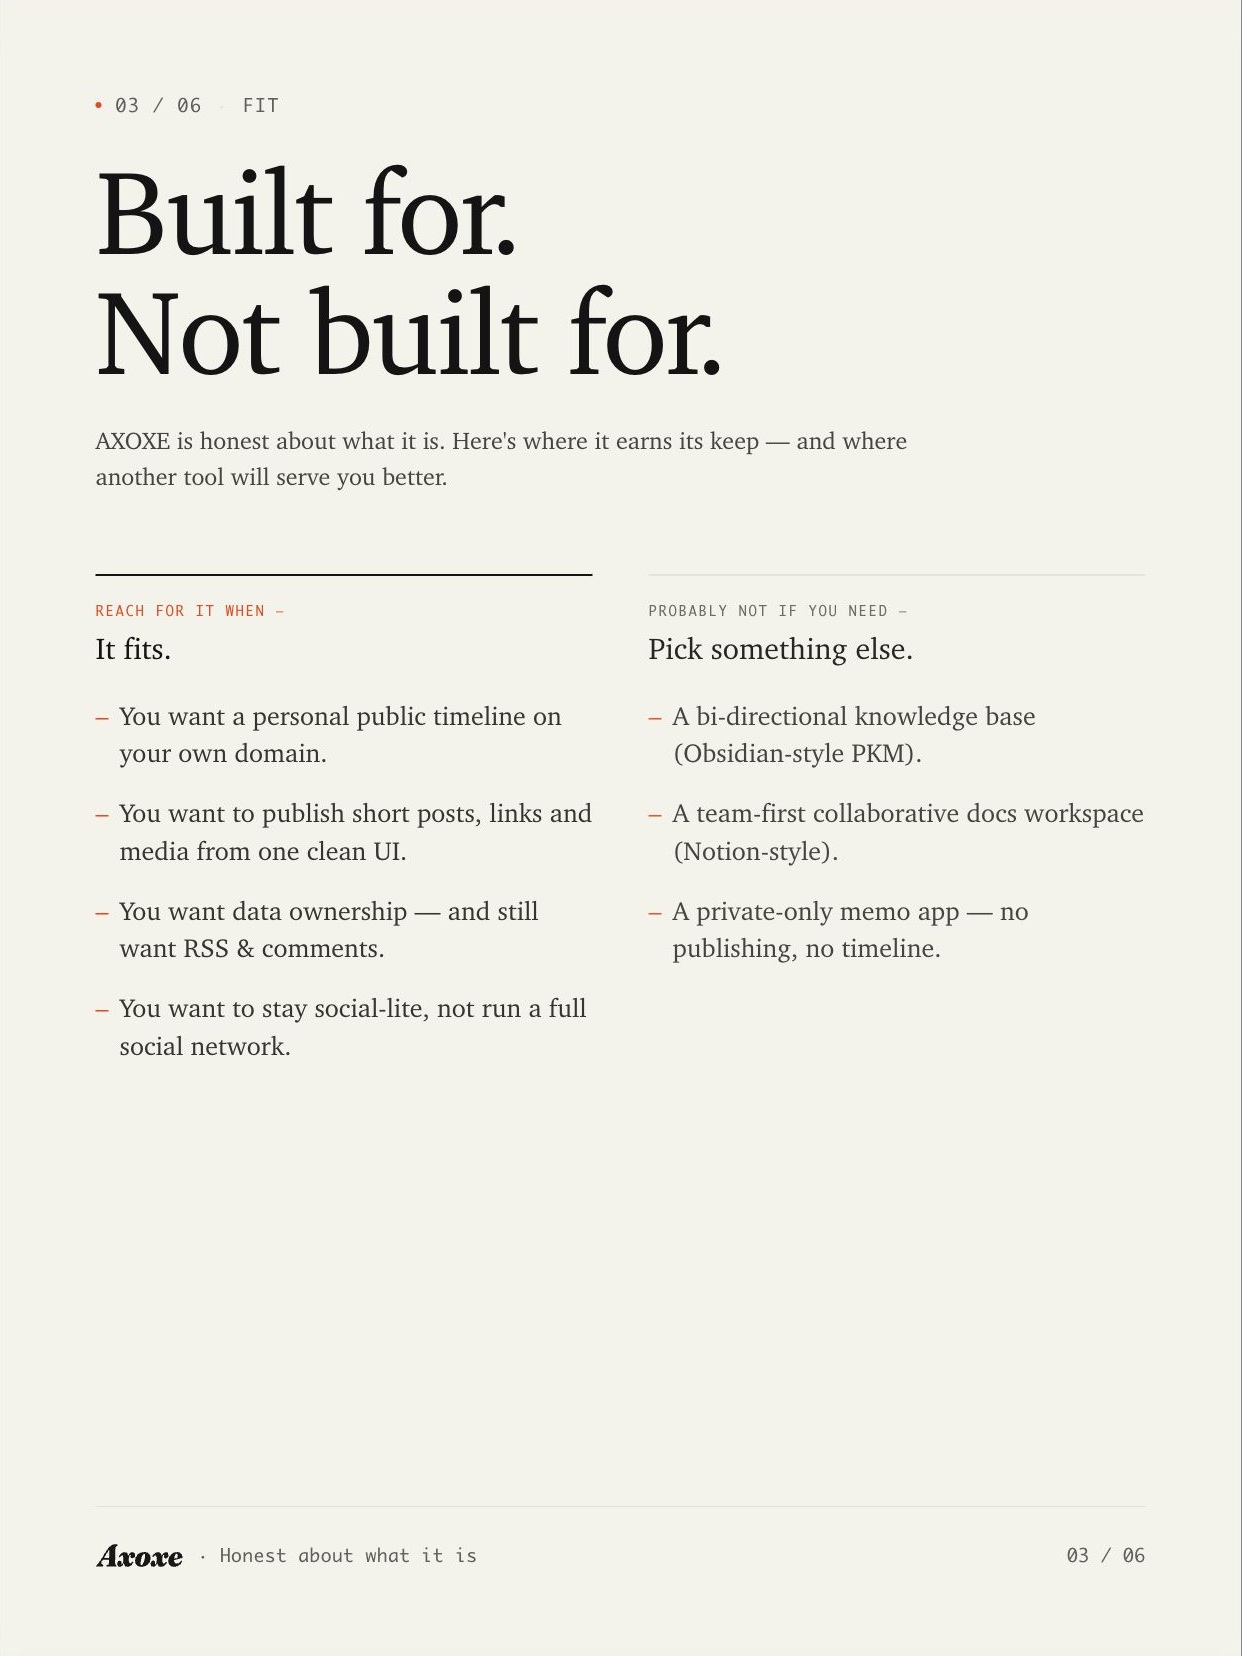 • 03 / 06 · FIT
Built for.
Not built for.
AXOXE is honest about what it is. Here's where it earns its keep — and where
another tool will serve you better.
REACH FOR IT WHEN —
It fits.
— You want a personal public timeline on
your own domain.
— You want to publish short posts, links and
media from one clean UI.
— You want data ownership — and still
want RSS & comments.
— You want to stay social-lite, not run a full
social network.
PROBABLY NOT IF YOU NEED —
Pick something else.
— A bi-directional knowledge base
(Obsidian-style PKM).
— A team-first collaborative docs workspace
(Notion-style).
— A private-only memo app — no
publishing, no timeline.
Axoxe · Honest about what it is
03 / 06